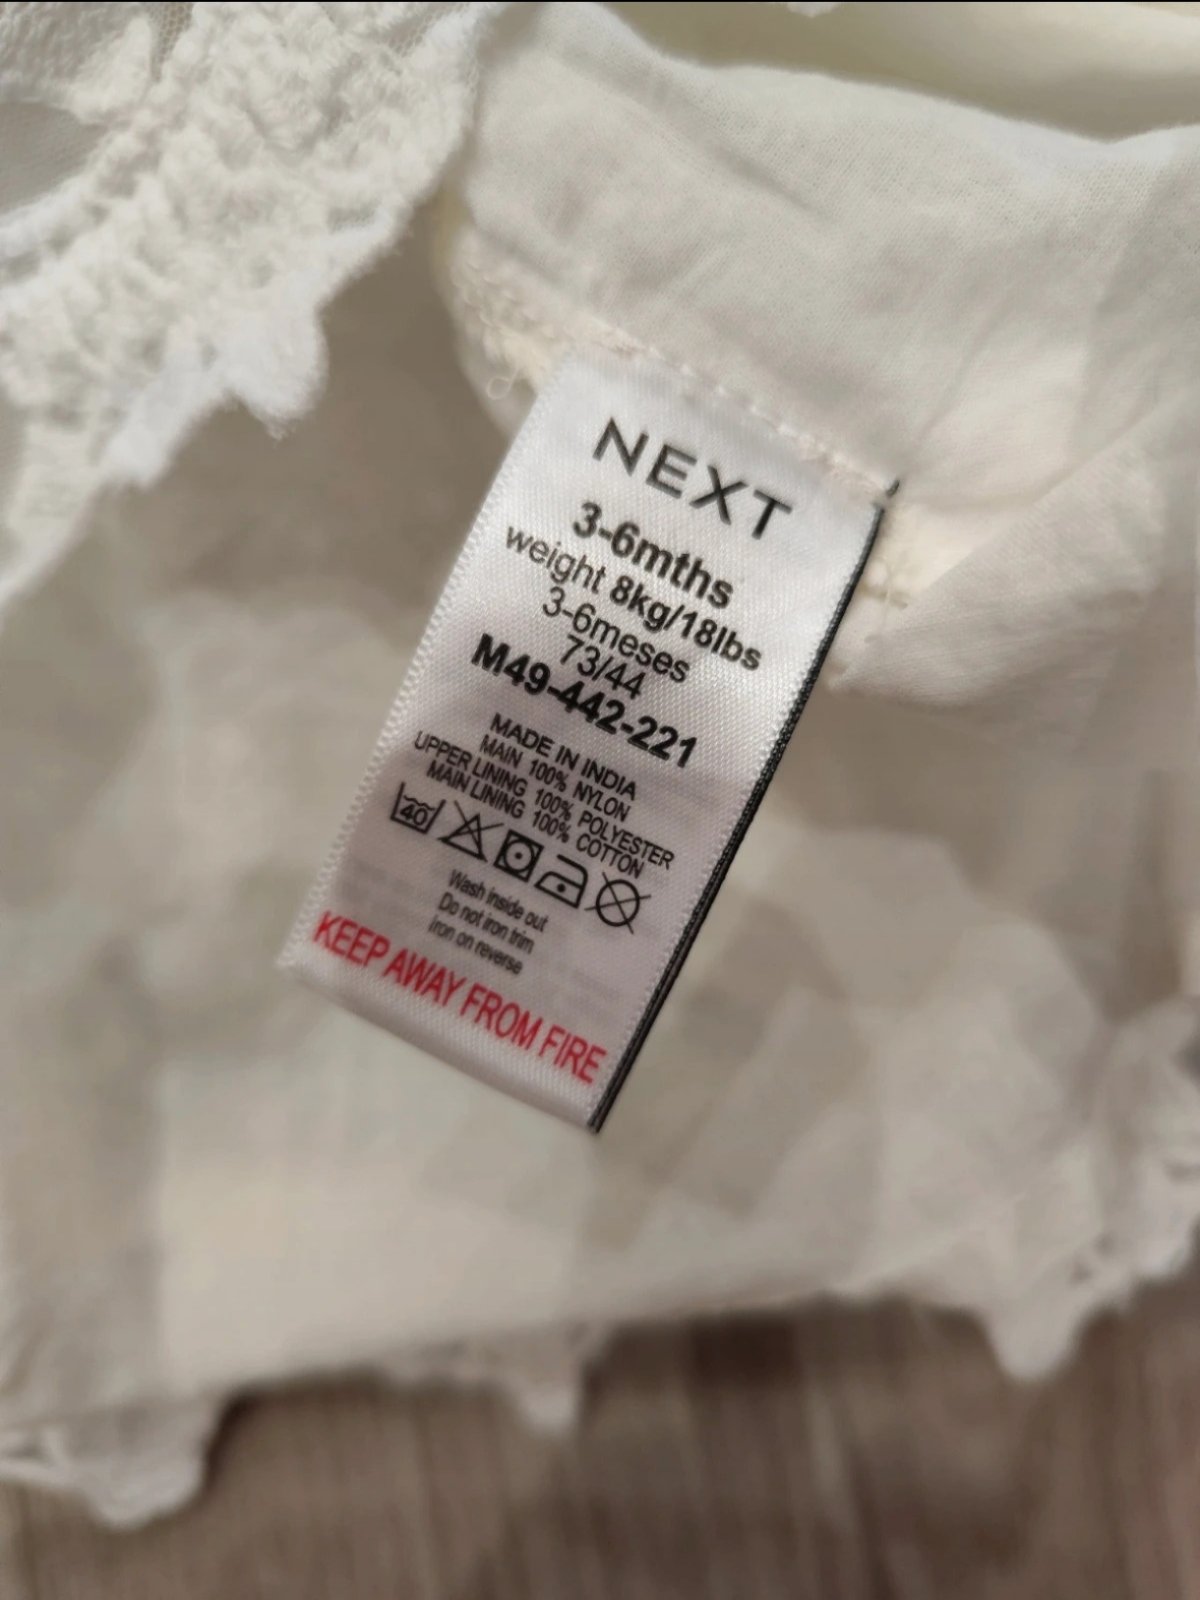 NEXT
3-6mths
weight 8kg/18lbs
3-6meses
73/44
M49-442-221
MADE IN INDIA
MAIN 100% NYLON
UPPER LINING 100% POLYESTER
MAIN LINING 100% COTTON
40
Wash inside out
Do not iron trim
Iron on reverse
KEEP AWAY FROM FIRE